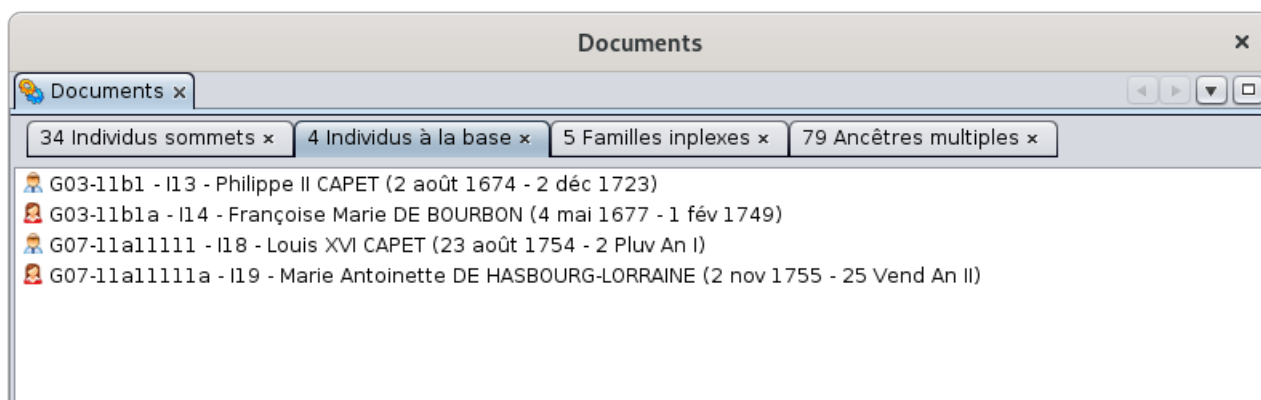 Documents
Documents
34 Individus sommets
4 Individus à la base
5 Familles inplexes
79 Ancêtres multiples
G03-11b1 - I13 - Philippe II CAPET (2 août 1674 - 2 déc 1723)
G03-11b1a - I14 - Françoise Marie DE BOURBON (4 mai 1677 - 1 fév 1749)
G07-11a11111 - I18 - Louis XVI CAPET (23 août 1754 - 2 Pluv An I)
G07-11a11111a - I19 - Marie Antoinette DE HASBOURG-LORRAINE (2 nov 1755 - 25 Vend An II)